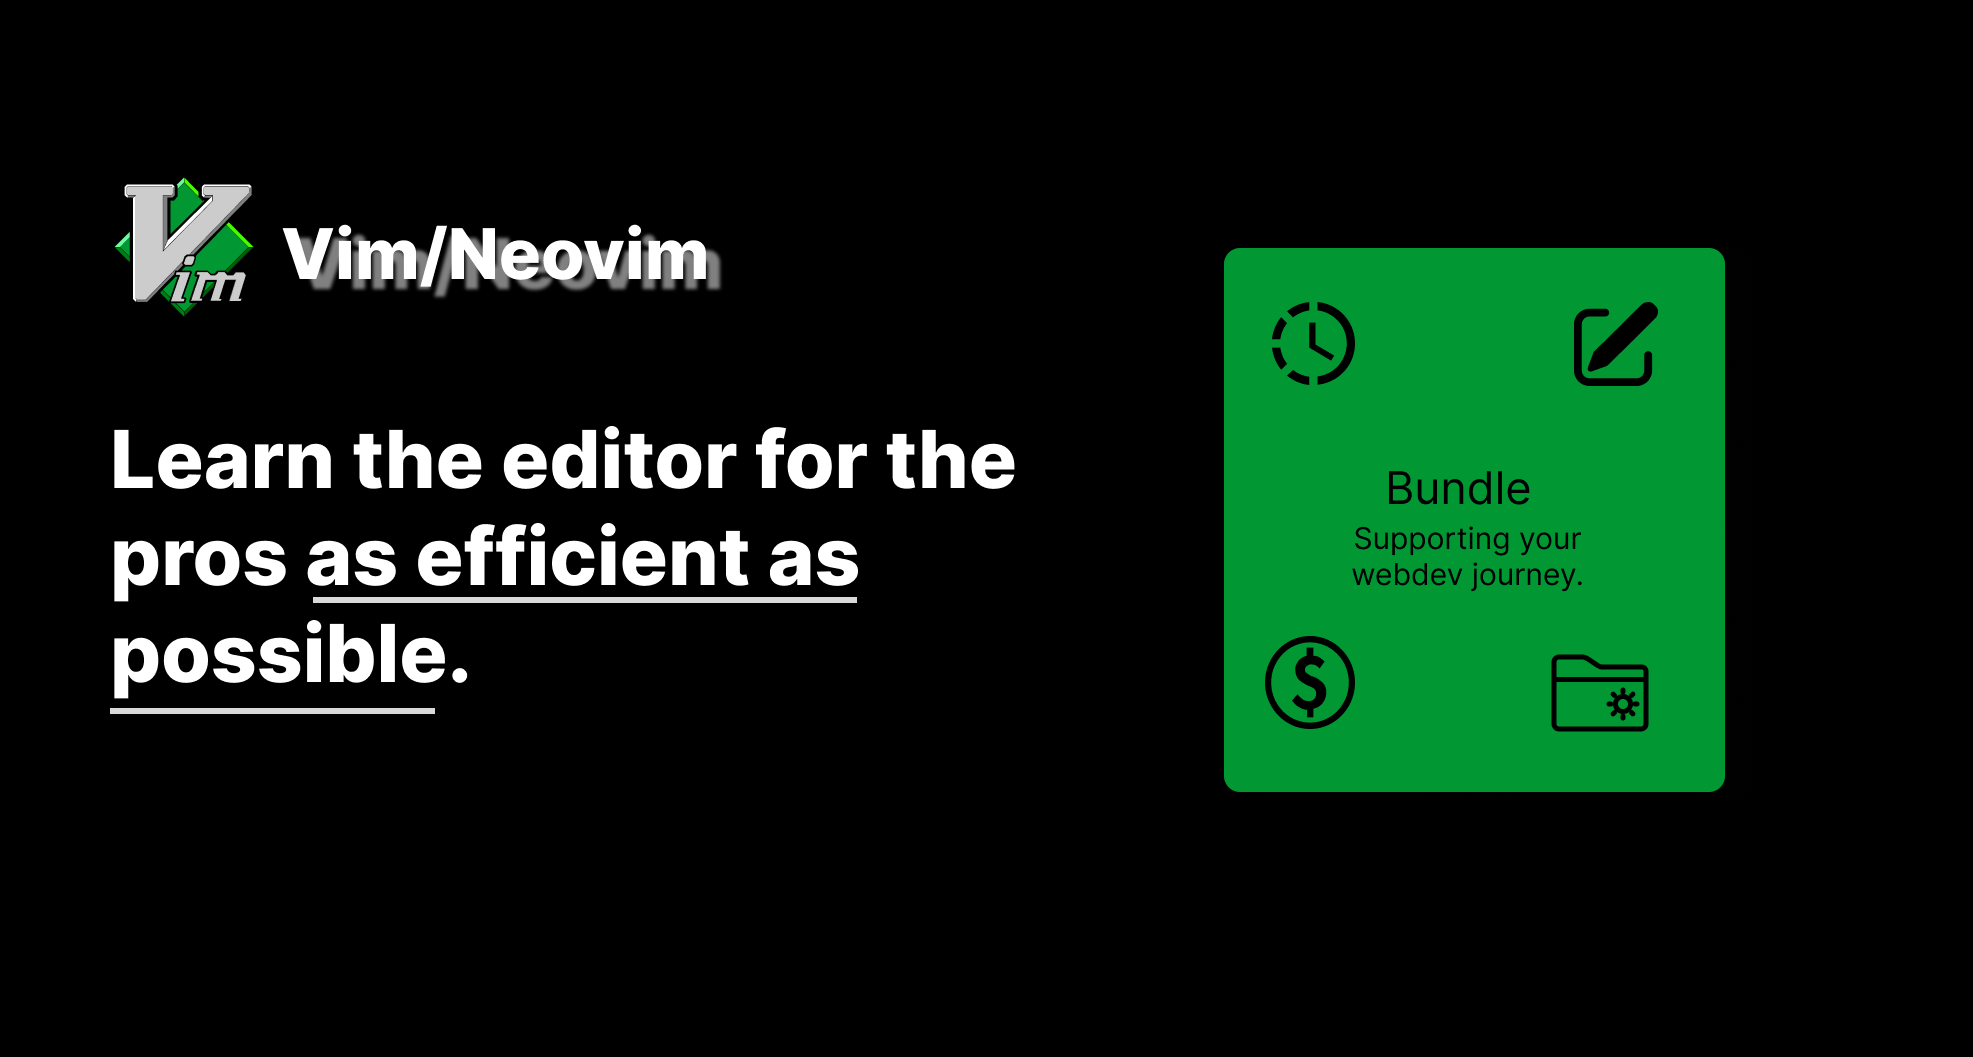 Vim
Vim/Neovim
Learn the editor for the
pros as efficient as
possible.
Bundle
Supporting your
webdev journey.
$